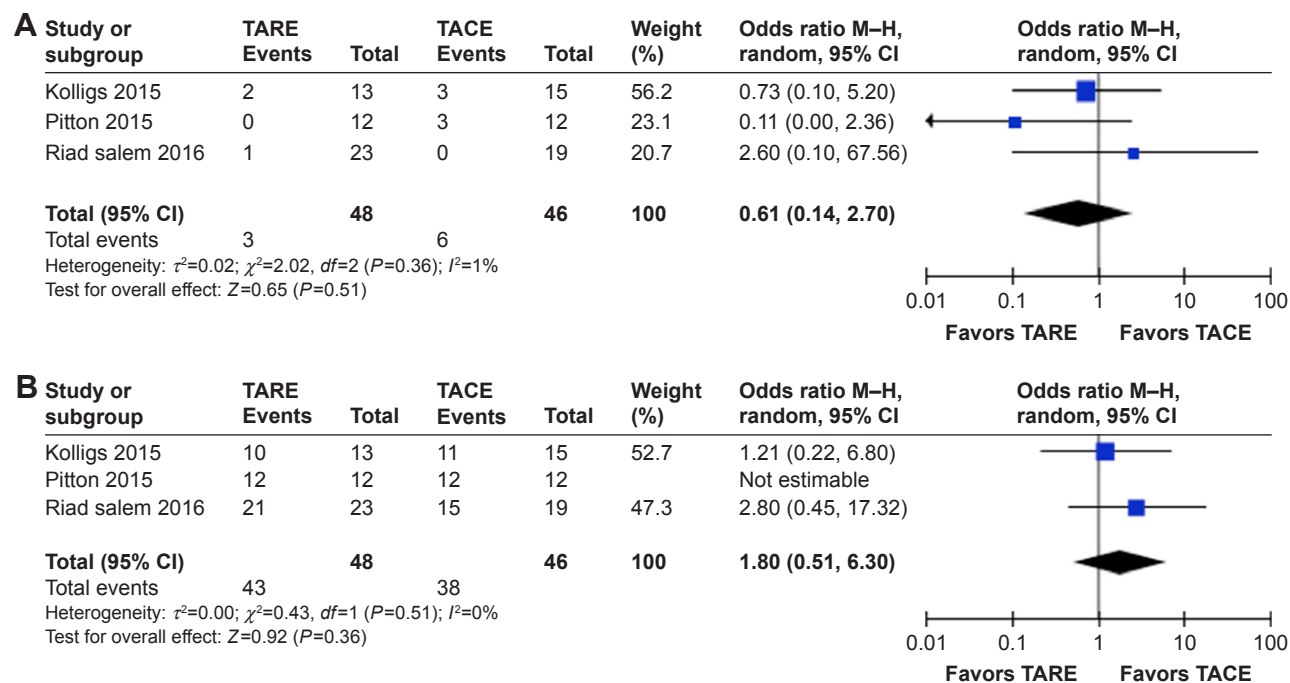 A Study or subgroup TARE Events Total TACE Events Total Weight (%) Odds ratio M–H, random, 95% CI Odds ratio M–H, random, 95% CI
Kolligs 2015 2 13 3 15 56.2 0.73 (0.10, 5.20)
Pitton 2015 0 12 3 12 23.1 0.11 (0.00, 2.36)
Riad salem 2016 1 23 0 19 20.7 2.60 (0.10, 67.56)
Total (95% CI) 48 46 100 0.61 (0.14, 2.70)
Total events 3 6
Heterogeneity: τ²=0.02; χ²=2.02, df=2 (P=0.36); I²=1%
Test for overall effect: Z=0.65 (P=0.51)
0.01 0.1 1 10 100
Favors TARE Favors TACE
B Study or subgroup TARE Events Total TACE Events Total Weight (%) Odds ratio M–H, random, 95% CI Odds ratio M–H, random, 95% CI
Kolligs 2015 10 13 11 15 52.7 1.21 (0.22, 6.80)
Pitton 2015 12 12 12 12 Not estimable
Riad salem 2016 21 23 15 19 47.3 2.80 (0.45, 17.32)
Total (95% CI) 48 46 100 1.80 (0.51, 6.30)
Total events 43 38
Heterogeneity: τ²=0.00; χ²=0.43, df=1 (P=0.51); I²=0%
Test for overall effect: Z=0.92 (P=0.36)
0.01 0.1 1 10 100
Favors TARE Favors TACE